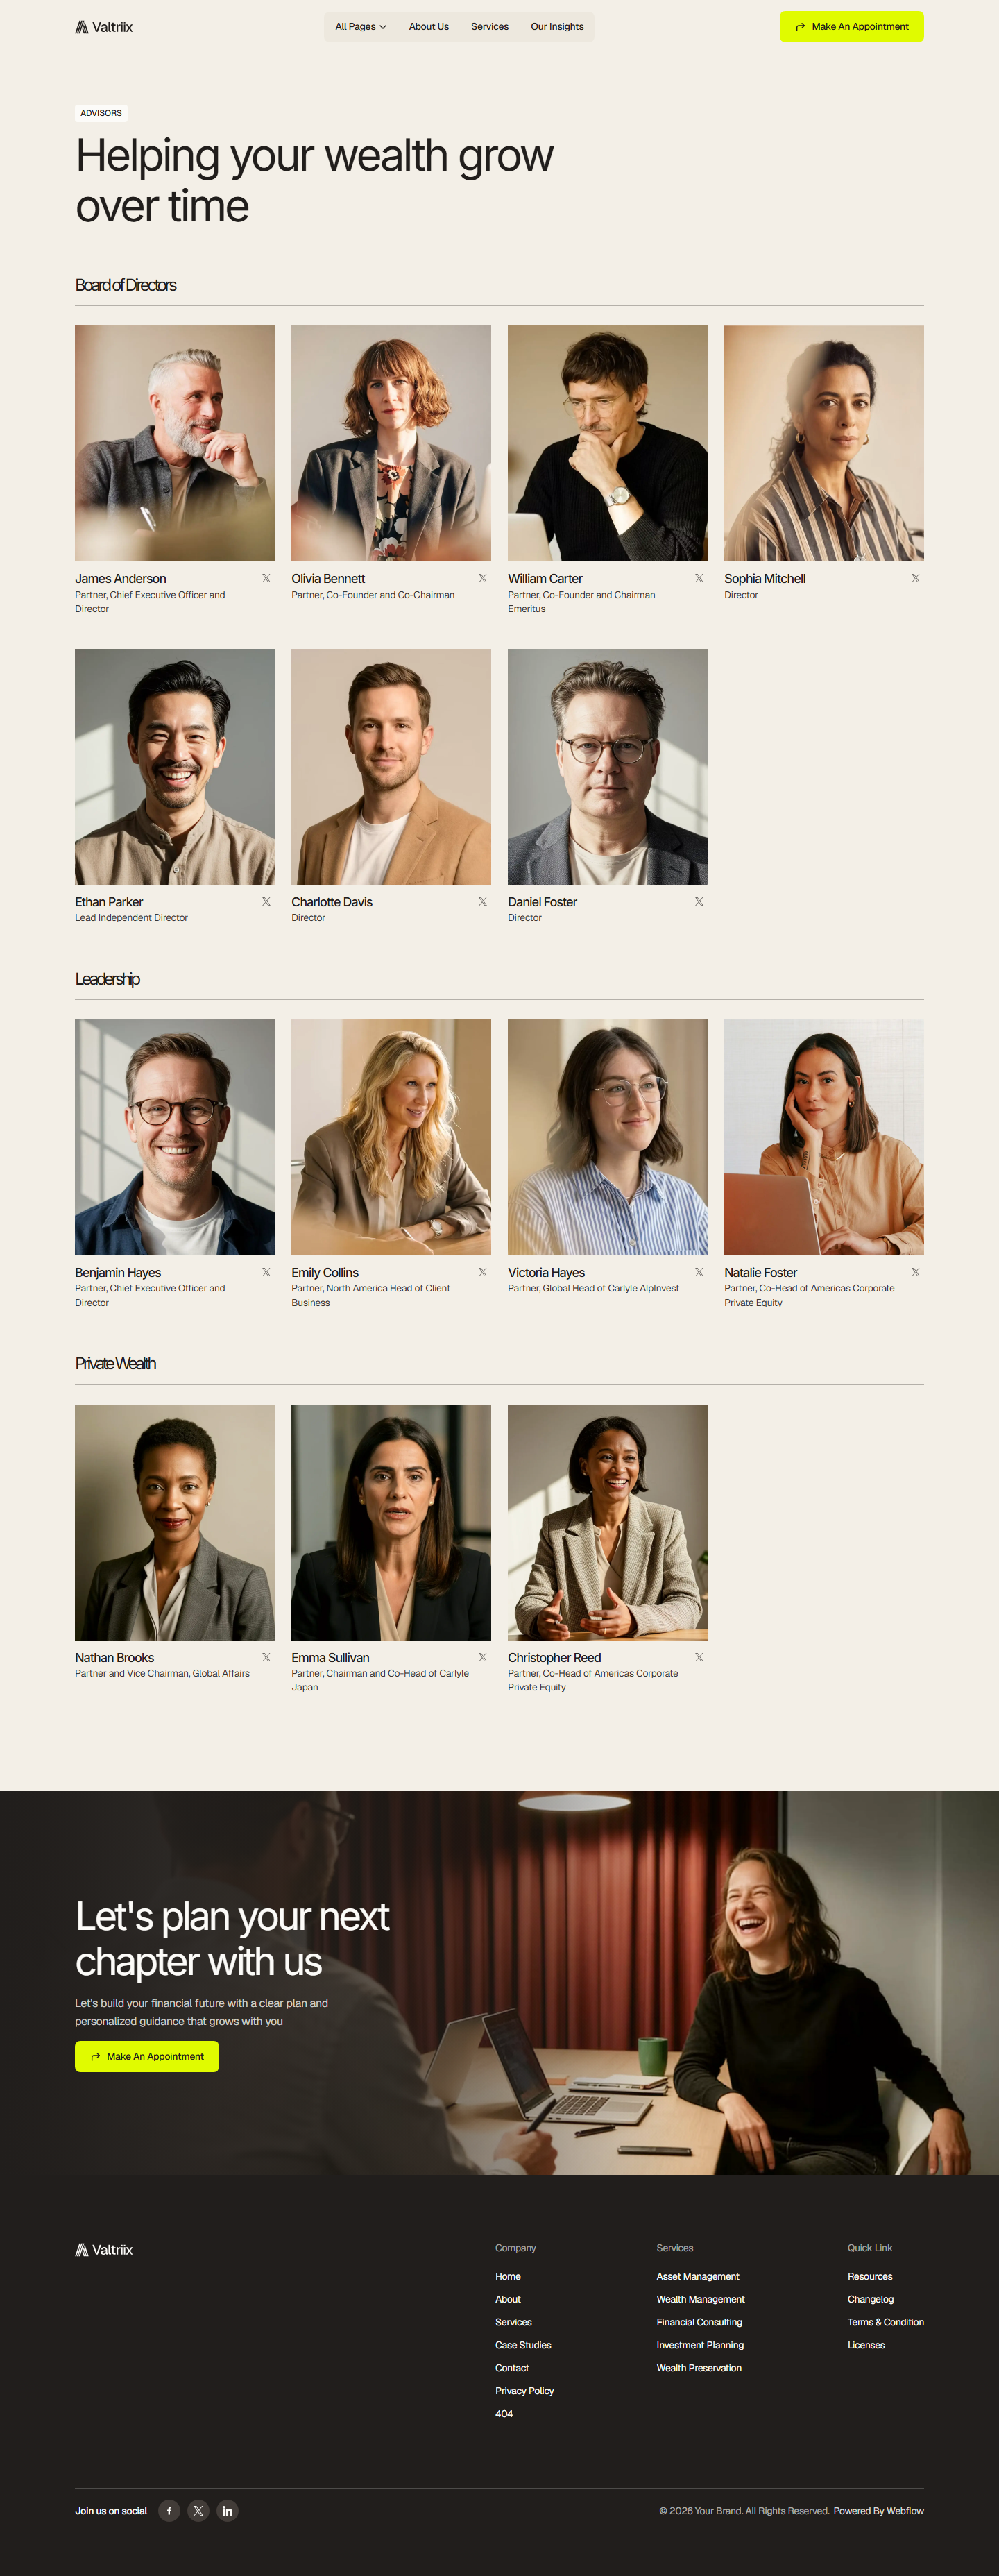 Valtriix
All Pages
About Us
Services
Our Insights
Make An Appointment
ADVISORS
Helping your wealth grow
over time
Board of Directors
James Anderson
Partner, Chief Executive Officer and
Director
Olivia Bennett
Partner, Co-Founder and Co-Chairman
William Carter
Partner, Co-Founder and Chairman
Emeritus
Sophia Mitchell
Director
Ethan Parker
Lead Independent Director
Charlotte Davis
Director
Daniel Foster
Director
Leadership
Benjamin Hayes
Partner, Chief Executive Officer and
Director
Emily Collins
Partner, North America Head of Client
Business
Victoria Hayes
Partner, Global Head of Carlyle AlpInvest
Natalie Foster
Partner, Co-Head of Americas Corporate
Private Equity
Private Wealth
Nathan Brooks
Partner and Vice Chairman, Global Affairs
Emma Sullivan
Partner, Chairman and Co-Head of Carlyle
Japan
Christopher Reed
Partner, Co-Head of Americas Corporate
Private Equity
Let's plan your next
chapter with us
Let's build your financial future with a clear plan and
personalized guidance that grows with you
Make An Appointment
Valtriix
Company
Home
About
Services
Case Studies
Contact
Privacy Policy
404
Services
Asset Management
Wealth Management
Financial Consulting
Investment Planning
Wealth Preservation
Quick Link
Resources
Changelog
Terms & Condition
Licenses
Join us on social
© 2026 Your Brand. All Rights Reserved. Powered By Webflow